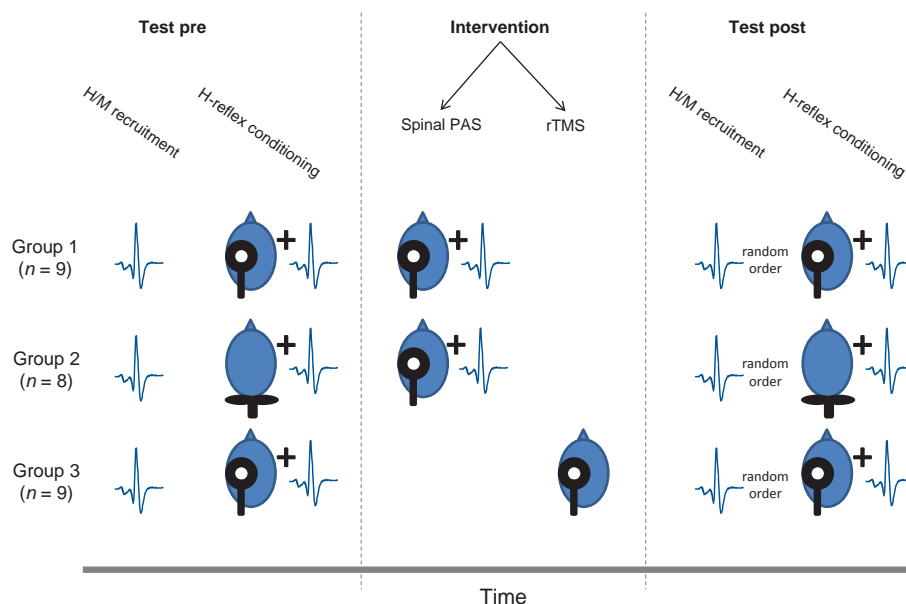 Test pre
Intervention
Test post
H/M recruitment
H-reflex conditioning
Spinal PAS
rTMS
H/M recruitment
H-reflex conditioning
Group 1
(n = 9)
+
+
random
order
+
Group 2
(n = 8)
+
+
random
order
+
Group 3
(n = 9)
+
random
order
+
Time